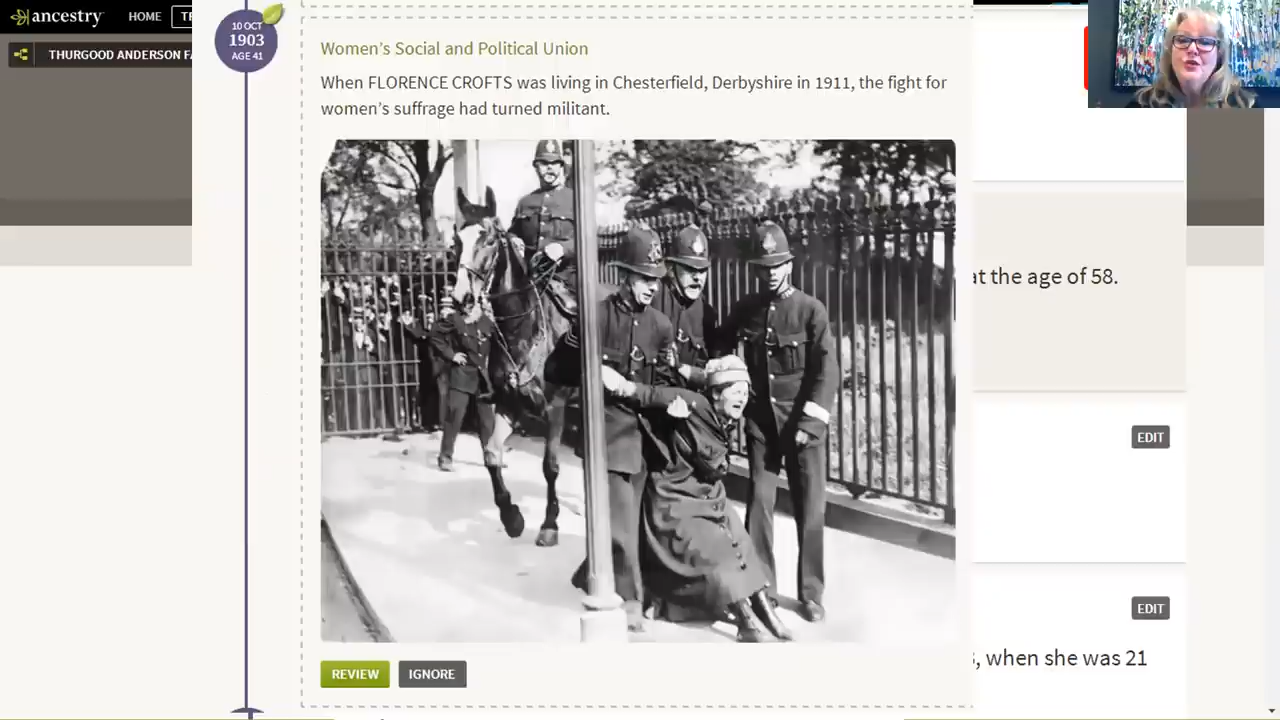 ancestry
HOME
THURGOOD ANDERSON
10 OCT
1903
AGE 41
Women's Social and Political Union
When FLORENCE CROFTS was living in Chesterfield, Derbyshire in 1911, the fight for
women's suffrage had turned militant.
at the age of 58.
EDIT
EDIT
, when she was 21
REVIEW
IGNORE